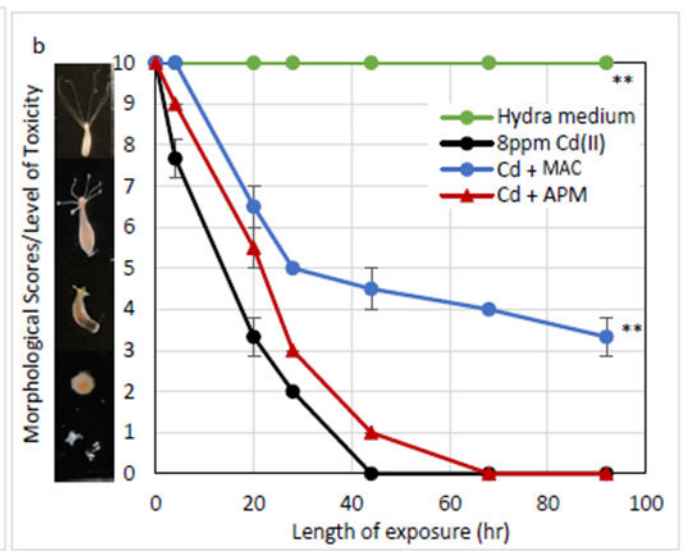 b
Morphological Scores/Level of Toxicity
10
9
8
7
6
5
4
3
2
1
0
**
Hydra medium
8ppm Cd(II)
Cd + MAC
Cd + APM
**
0 20 40 60 80 100
Length of exposure (hr)